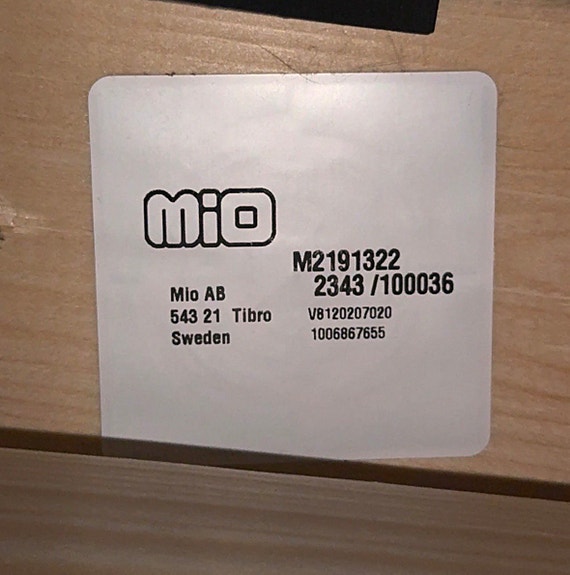 mio
M2191322
2343 /100036
Mio AB
543 21 Tibro
Sweden
V8120207020
1006867655